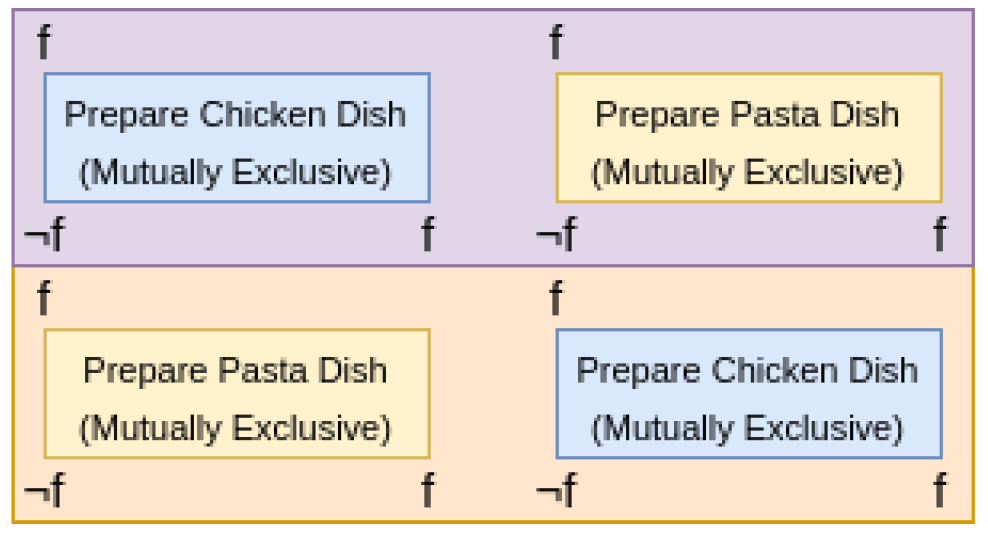 f f
Prepare Chicken Dish Prepare Pasta Dish
(Mutually Exclusive) (Mutually Exclusive)
¬f f ¬f f
f f
Prepare Pasta Dish Prepare Chicken Dish
(Mutually Exclusive) (Mutually Exclusive)
¬f f ¬f f